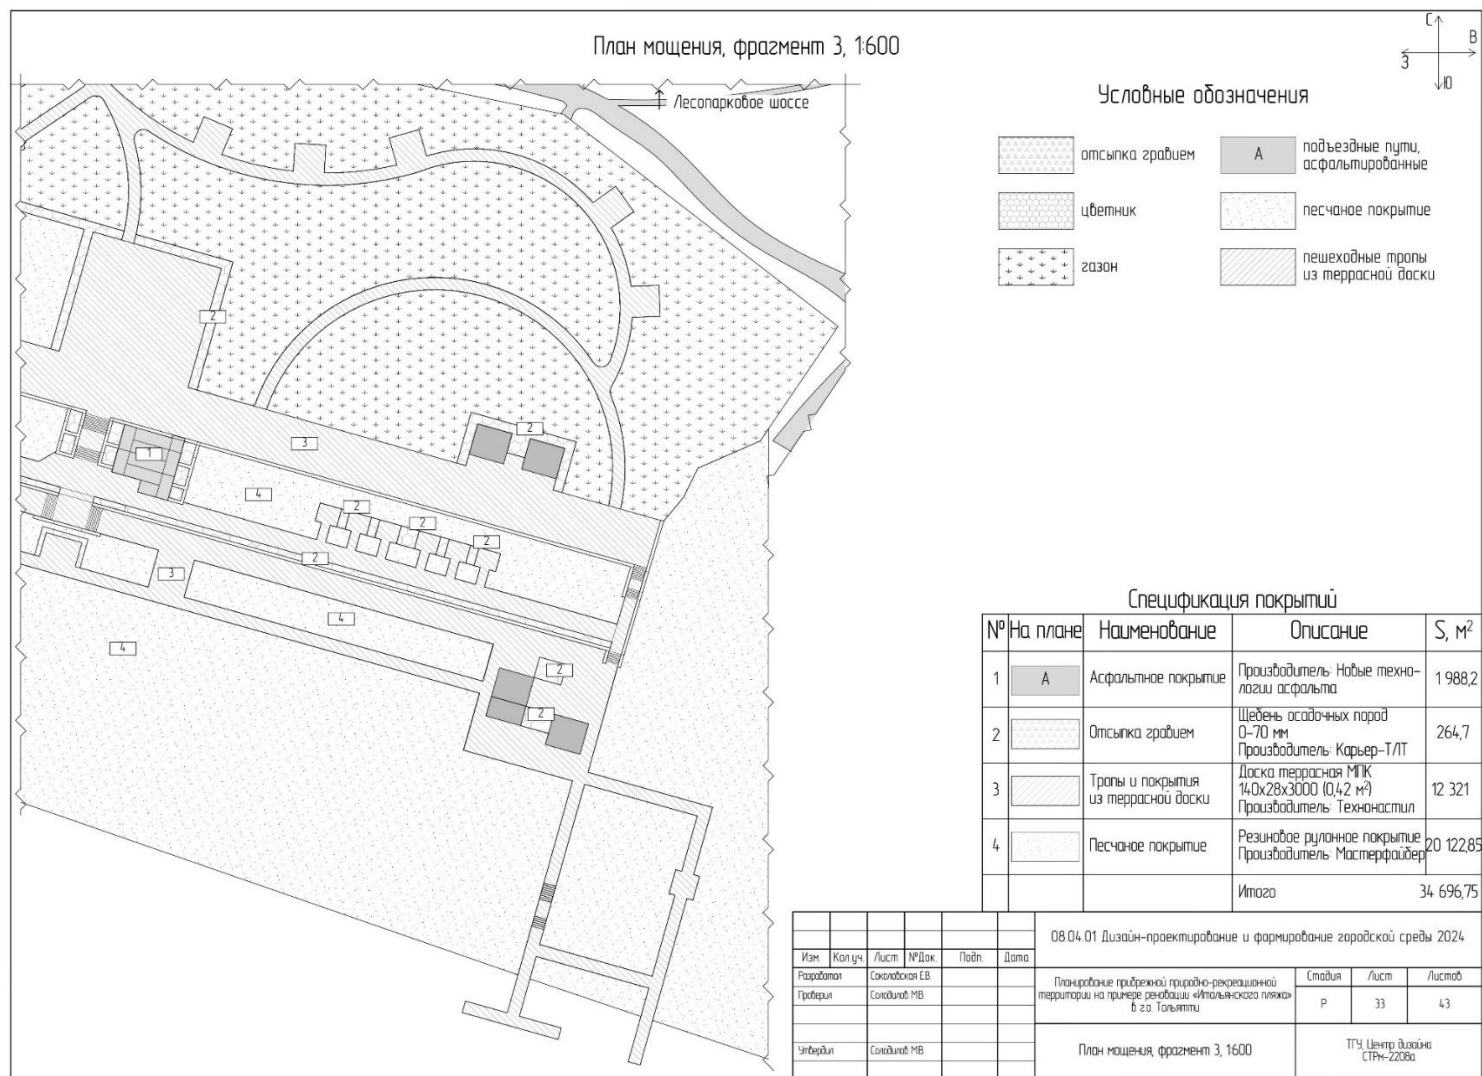 План мощения, фрагмент 3, 1:600
С
В
З
Ю
Лесопарковое шоссе
Условные обозначения
отсыпка гравием
А
подъездные пути,
асфальтированные
цветник
песчаное покрытие
газон
пешеходные тропы
из террасной доски
2
3
2
1
4
2
2
2
2
3
4
4
2
2
Спецификация покрытий
№ На плане Наименование Описание S, м²
1 А Асфальтное покрытие Производитель: Новые техно-
логии асфальта 1 988,2
2 Отсыпка гравием Щебень осадочных пород
0-70 мм
Производитель: Карьер-ТЛТ 264,7
3 Тропы и покрытия
из террасной доски Доска террасная МПК
140х28х3000 (0,42 м²)
Производитель: Технонастил 12 321
4 Песчаное покрытие Резиновое рулонное покрытие
Производитель: Мастерфайбер 20 122,85
Итого 34 696,75
08.04.01 Дизайн-проектирование и формирование городской среды 2024
Изм. Кол.уч. Лист №Док. Подп. Дата
Разработал Соколовская Е.В.
Проверил Солодилов М.В.
Утвердил Солодилов М.В.
Планирование прибрежной природно-рекреационной
территории на примере реновации «Итальянского пляжа»
в г.о. Тольятти
Стадия Лист Листов
Р 33 43
План мощения, фрагмент 3, 1:600
ТГУ, Центр дизайна
СТРм-2208а